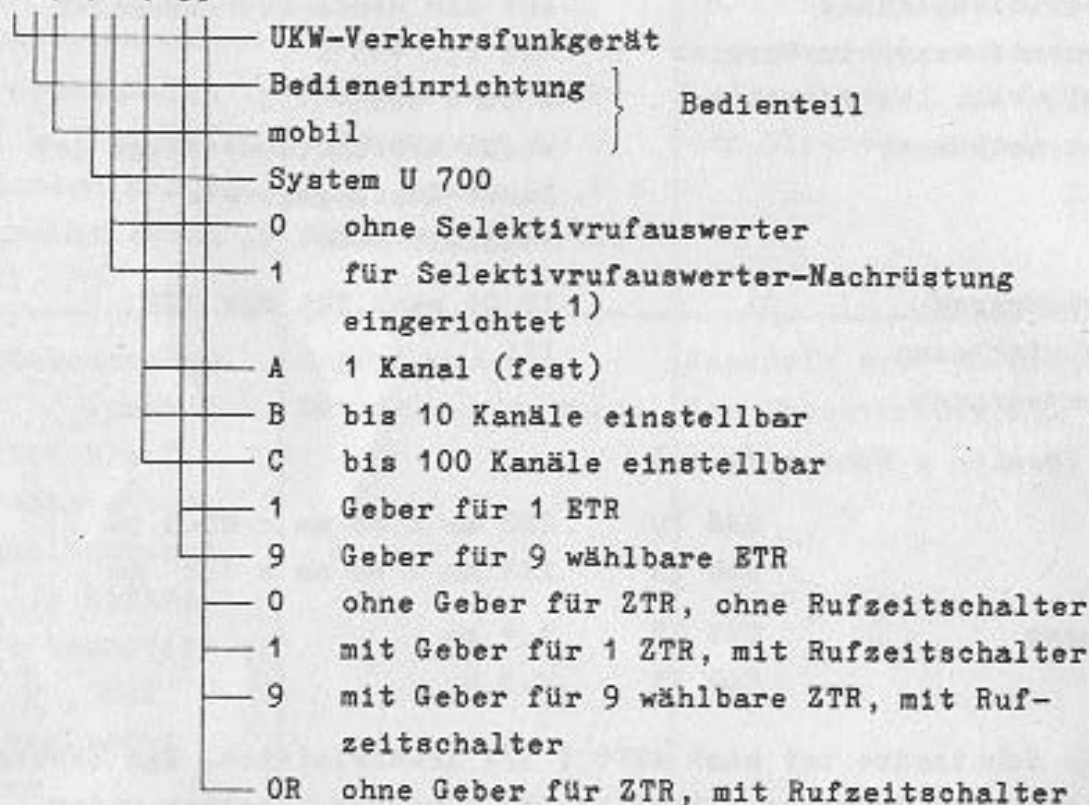 UKW-Verkehrsfunkgerät
Bedieneinrichtung
Bedienteil
mobil
System U 700
0 ohne Selektivrufauswerter
1 für Selektivrufauswerter-Nachrüstung
eingerichtet1)
A 1 Kanal (fest)
B bis 10 Kanäle einstellbar
C bis 100 Kanäle einstellbar
1 Geber für 1 ETR
9 Geber für 9 wählbare ETR
0 ohne Geber für ZTR, ohne Rufzeitschalter
1 mit Geber für 1 ZTR, mit Rufzeitschalter
9 mit Geber für 9 wählbare ZTR, mit Ruf-
zeitschalter
OR ohne Geber für ZTR, mit Rufzeitschalter